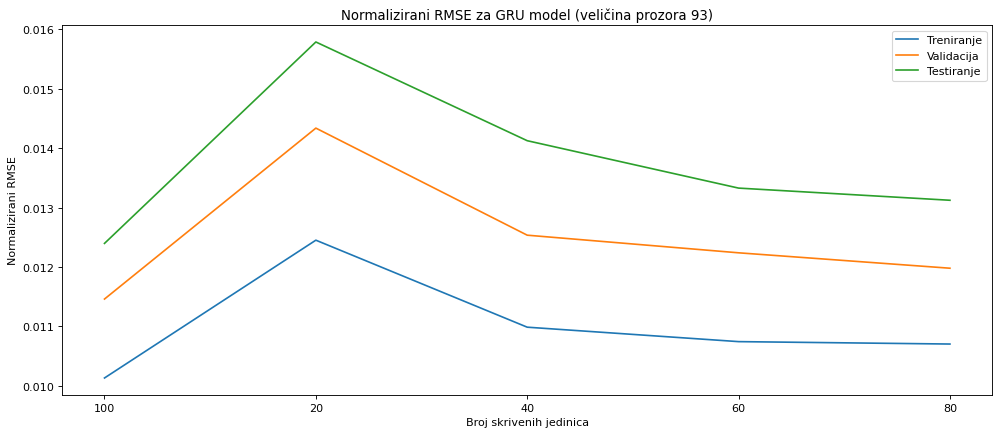 Normalizirani RMSE za GRU model (veličina prozora 93)
Treniranje
Validacija
Testiranje
Normalizirani RMSE
0.016
0.015
0.014
0.013
0.012
0.011
0.010
100 20 40 60 80
Broj skrivenih jedinica